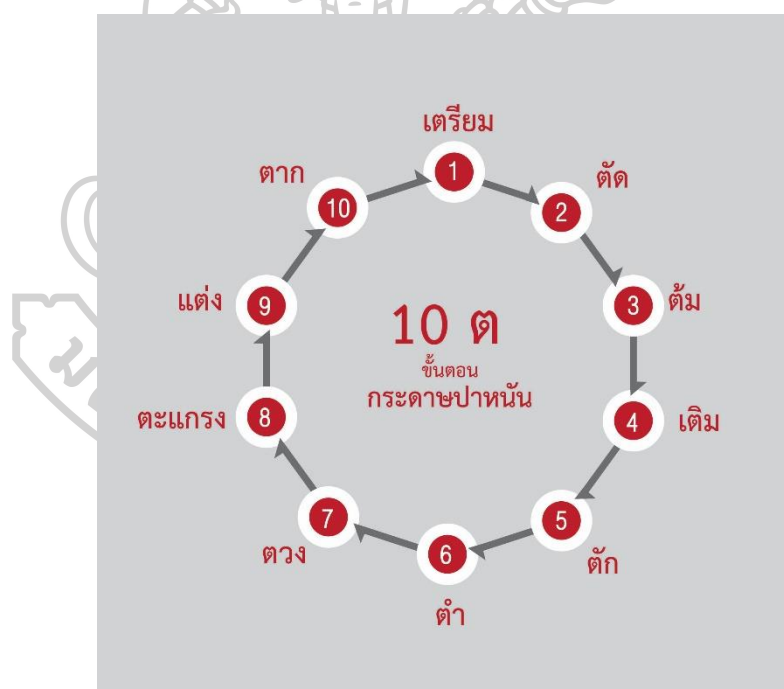 10 ต
ขั้นตอน
กระดาษปาหนัน
เตรียม
1
ตัด
2
ต้ม
3
เติม
4
ตัก
5
ตำ
6
ตวง
7
ตะแกรง
8
แต่ง
9
ตาก
10